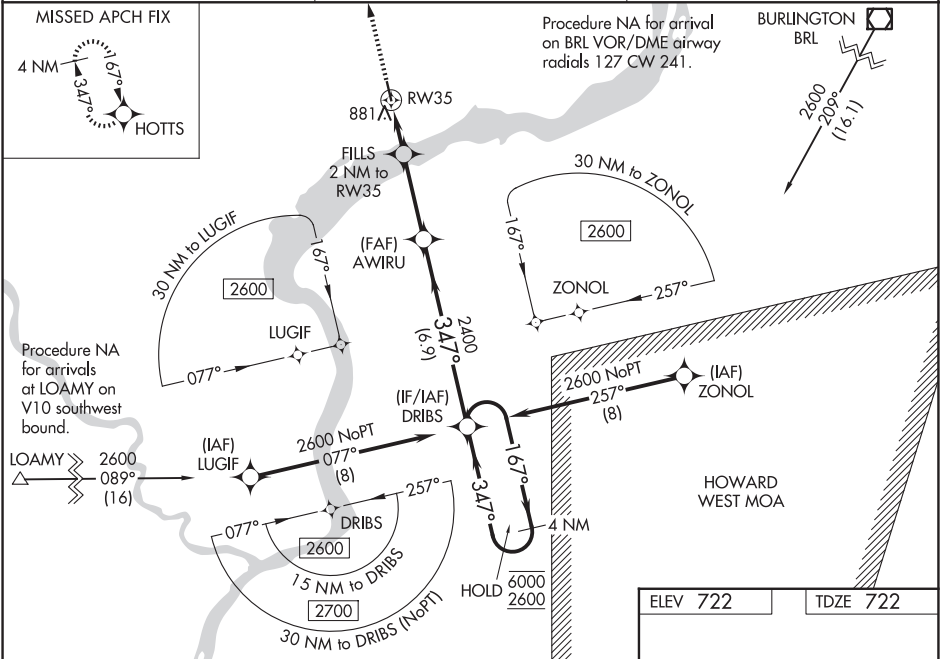 MISSED APCH FIX
4 NM
167°
347°
HOTTS
Procedure NA for arrival
on BRL VOR/DME airway
radials 127 CW 241.
BURLINGTON
BRL
2600
209°
(16.1)
RW35
881
FILLS
2 NM to
RW35
30 NM to LUGIF
167°
2600
LUGIF
077°
(FAF)
AWIRU
30 NM to ZONOL
167°
2600
ZONOL
257°
2400
347°
(6.9)
Procedure NA
for arrivals
at LOAMY on
V10 southwest
bound.
(IF/IAF)
DRIBS
2600 NoPT
257°
(8)
(IAF)
ZONOL
LOAMY
2600
089°
(16)
(IAF)
LUGIF
2600 NoPT
077°
(8)
167°
347°
4 NM
HOLD
6000
2600
HOWARD
WEST MOA
077°
257°
DRIBS
2600
15 NM to DRIBS
2700
30 NM to DRIBS (NoPT)
ELEV 722
TDZE 722